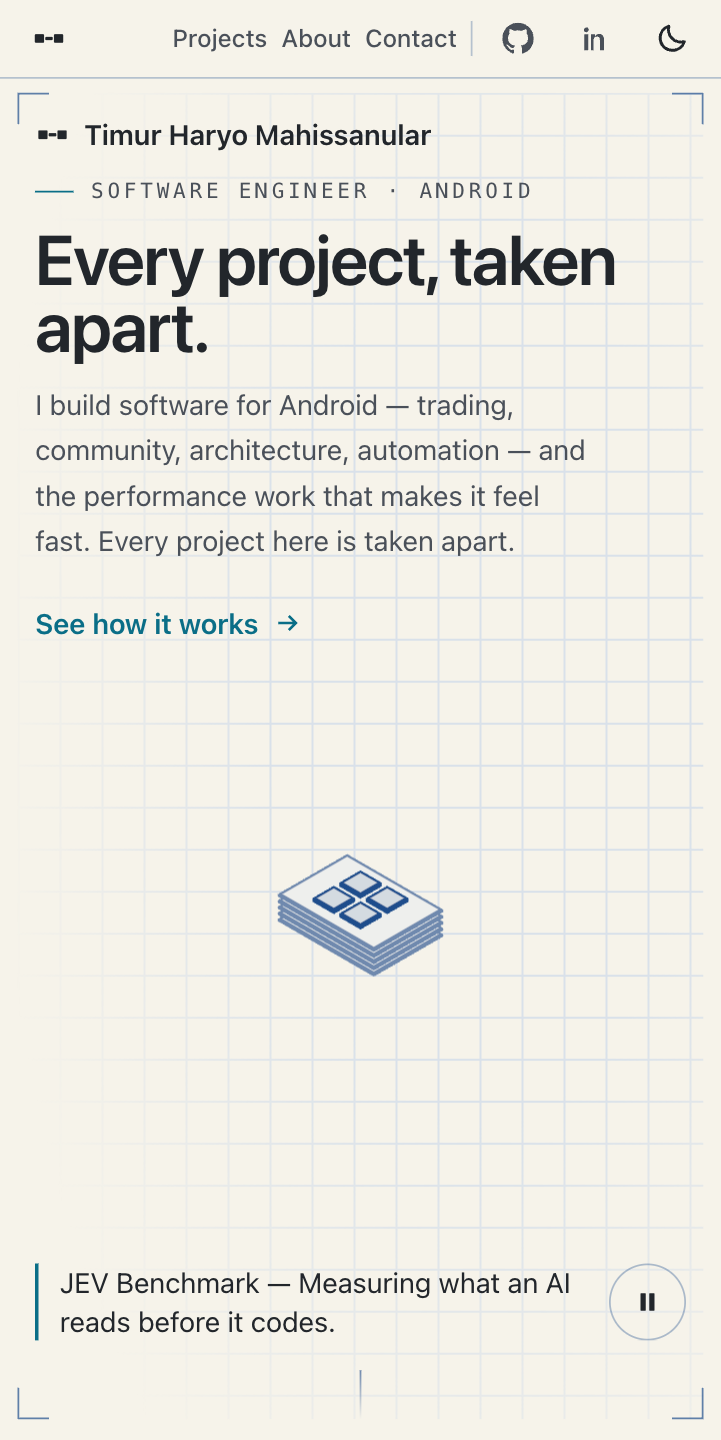 Projects About Contact
Timur Haryo Mahissanular
SOFTWARE ENGINEER · ANDROID
Every project, taken
apart.
I build software for Android — trading,
community, architecture, automation — and
the performance work that makes it feel
fast. Every project here is taken apart.
See how it works →
JEV Benchmark — Measuring what an AI
reads before it codes.